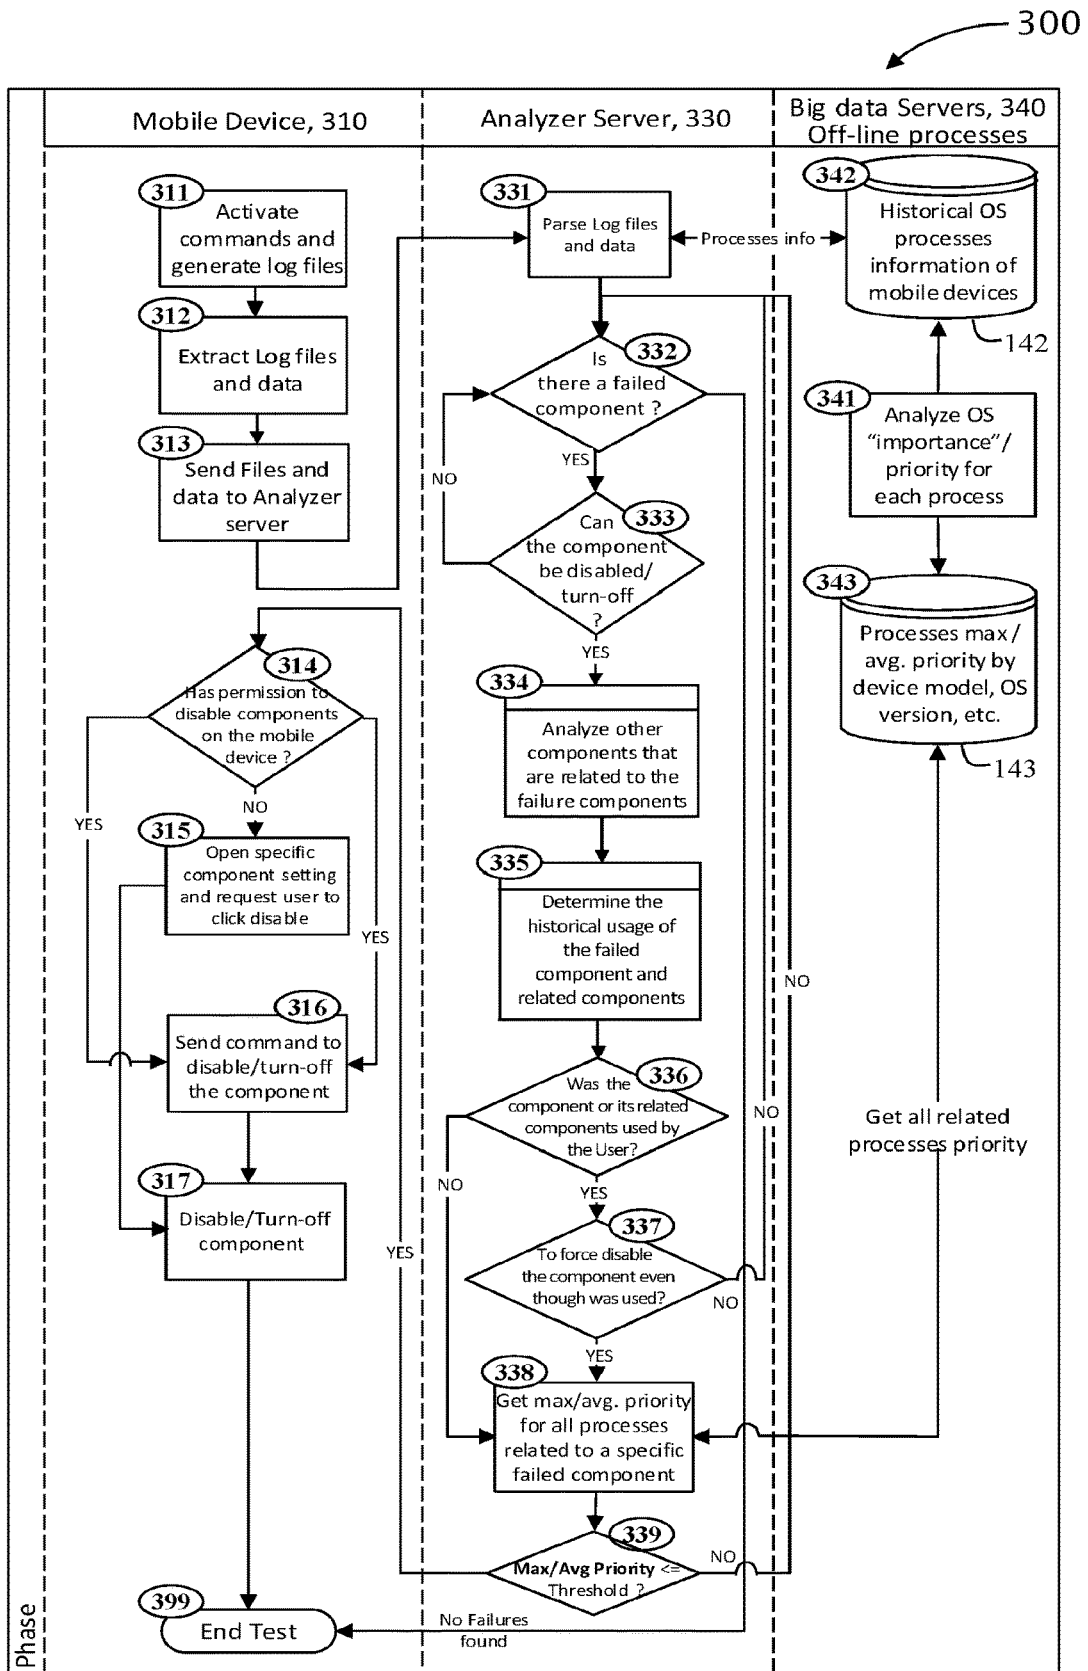 300
Mobile Device, 310
Analyzer Server, 330
Big data Servers, 340
Off-line processes
Phase
311
Activate
commands and
generate log files
312
Extract Log files
and data
313
Send Files and
data to Analyzer
server
314
Has permission to
disable components
on the mobile
device ?
YES
NO
YES
315
Open specific
component setting
and request user to
click disable
316
Send command to
disable/turn-off
the component
317
Disable/Turn-off
component
399
End Test
331
Parse Log files
and data
Processes info
332
Is
there a failed
component ?
YES
NO
333
Can
the component
be disabled/
turn-off
?
YES
334
Analyze other
components that
are related to the
failure components
335
Determine the
historical usage of
the failed
component and
related components
336
Was the
component or its related
components used by
the User?
NO
YES
337
To force disable
the component even
though was used?
NO
NO
YES
338
Get max/avg. priority
for all processes
related to a specific
failed component
339
Max/Avg Priority <=
Threshold ?
YES
NO
NO
No Failures
found
342
Historical OS
processes
information of
mobile devices
142
341
Analyze OS
“importance”/
priority for
each process
343
Processes max/
avg. priority by
device model, OS
version, etc.
143
Get all related
processes priority